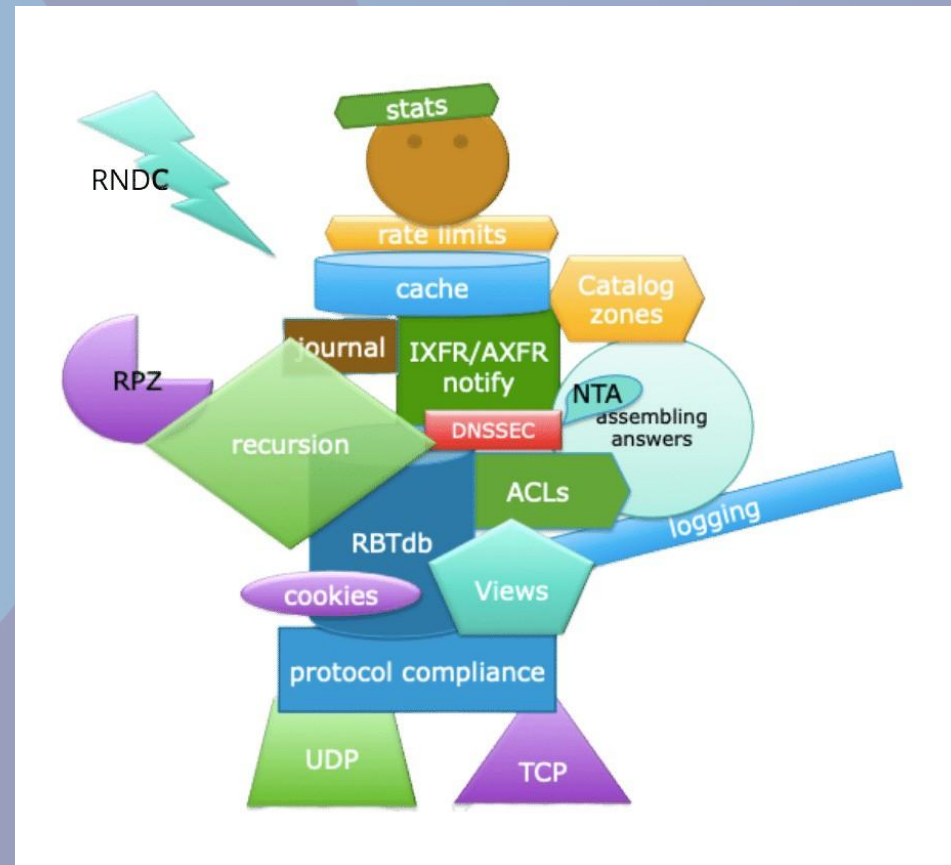 stats
RNDC
rate limits
cache
Catalog
zones
journal
IXFR/AXFR
notify
RPZ
NTA
assembling
answers
DNSSEC
recursion
ACLs
logging
RBTdb
Views
cookies
protocol compliance
UDP
TCP